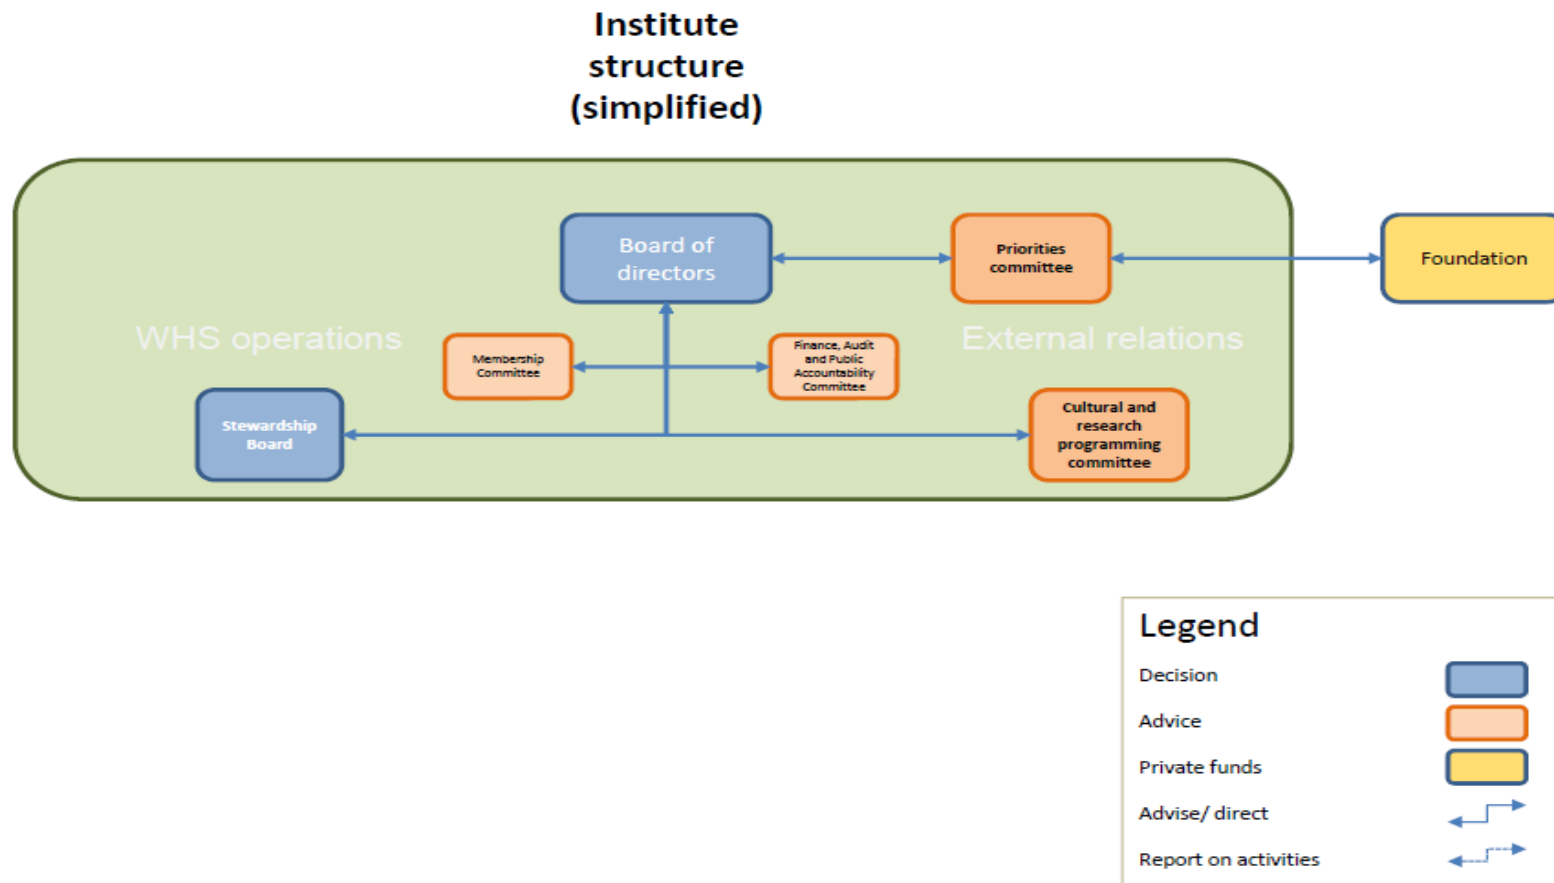 Institute
structure
(simplified)
Board of
directors
Priorities
committee
Foundation
WHS operations
External relations
Membership
Committee
Finance, Audit
and Public
Accountability
Committee
Stewardship
Board
Cultural and
research
programming
committee
Legend
Decision
Advice
Private funds
Advise/ direct
Report on activities